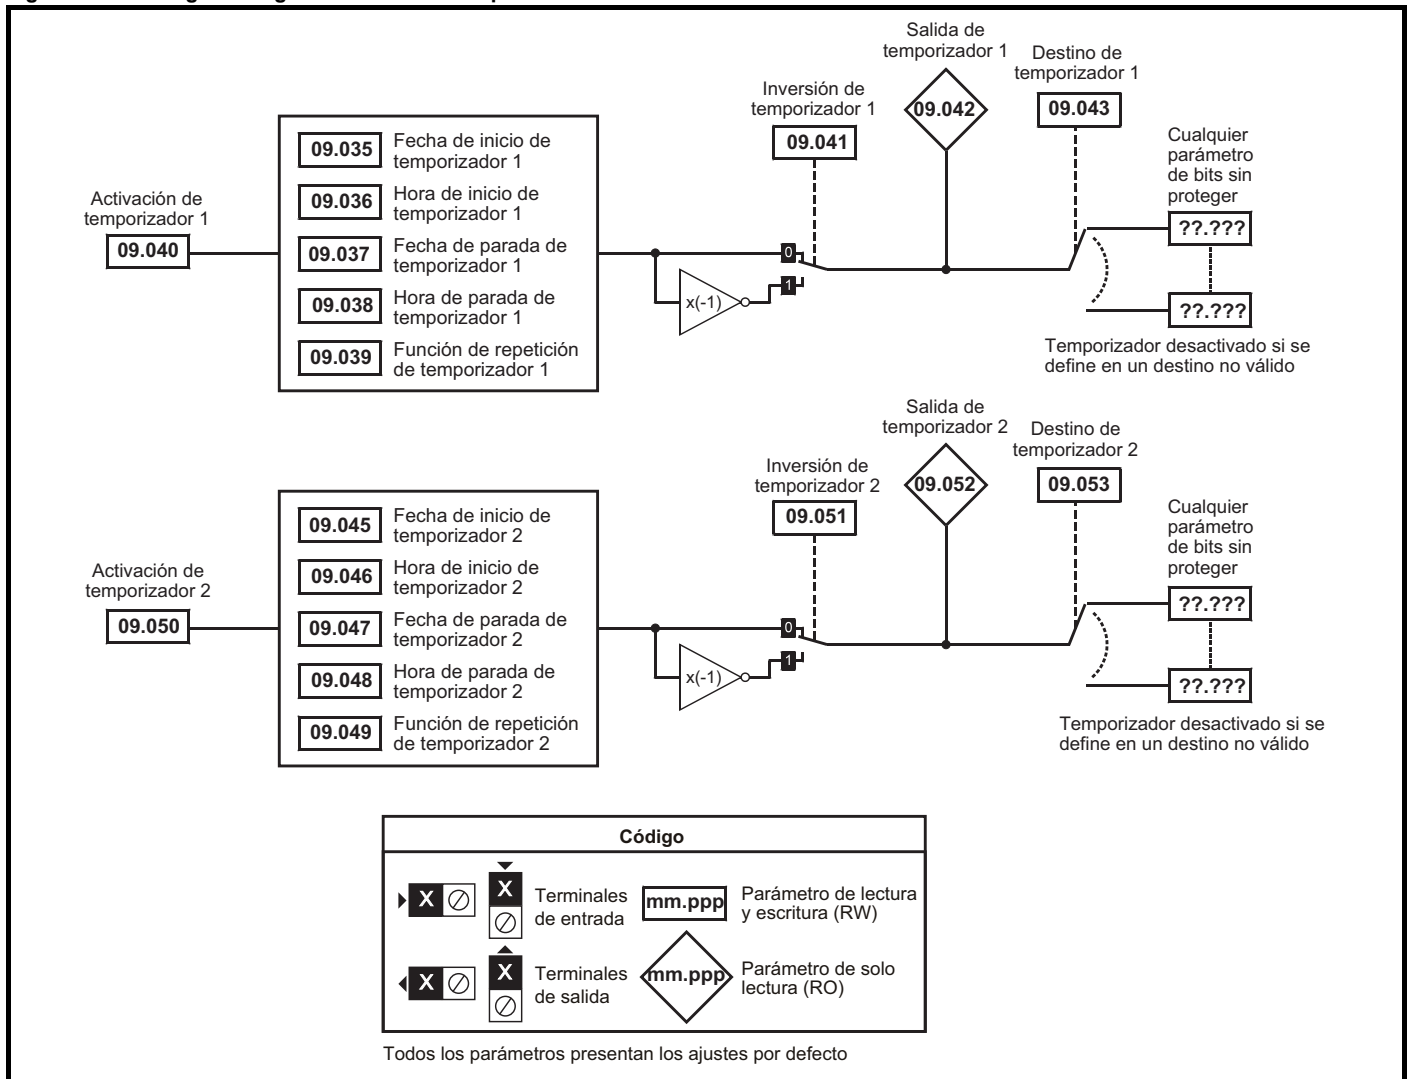 Salida de
temporizador 1
Destino de
temporizador 1
Inversión de
temporizador 1
09.042
09.043
09.041
Cualquier
parámetro
de bits sin
proteger
Activación de
temporizador 1
09.040
09.035 Fecha de inicio de
temporizador 1
09.036 Hora de inicio de
temporizador 1
09.037 Fecha de parada de
temporizador 1
09.038 Hora de parada de
temporizador 1
09.039 Función de repetición
de temporizador 1
x(-1)
0
1
??.???
??.???
Temporizador desactivado si se
define en un destino no válido
Salida de
temporizador 2
Destino de
temporizador 2
Inversión de
temporizador 2
09.052
09.053
09.051
Cualquier
parámetro
de bits sin
proteger
Activación de
temporizador 2
09.050
09.045 Fecha de inicio de
temporizador 2
09.046 Hora de inicio de
temporizador 2
09.047 Fecha de parada de
temporizador 2
09.048 Hora de parada de
temporizador 2
09.049 Función de repetición
de temporizador 2
x(-1)
0
1
??.???
??.???
Temporizador desactivado si se
define en un destino no válido
Código
X
X
Terminales
de entrada
mm.ppp
Parámetro de lectura
y escritura (RW)
X
X
Terminales
de salida
mm.ppp
Parámetro de solo
lectura (RO)
Todos los parámetros presentan los ajustes por defecto